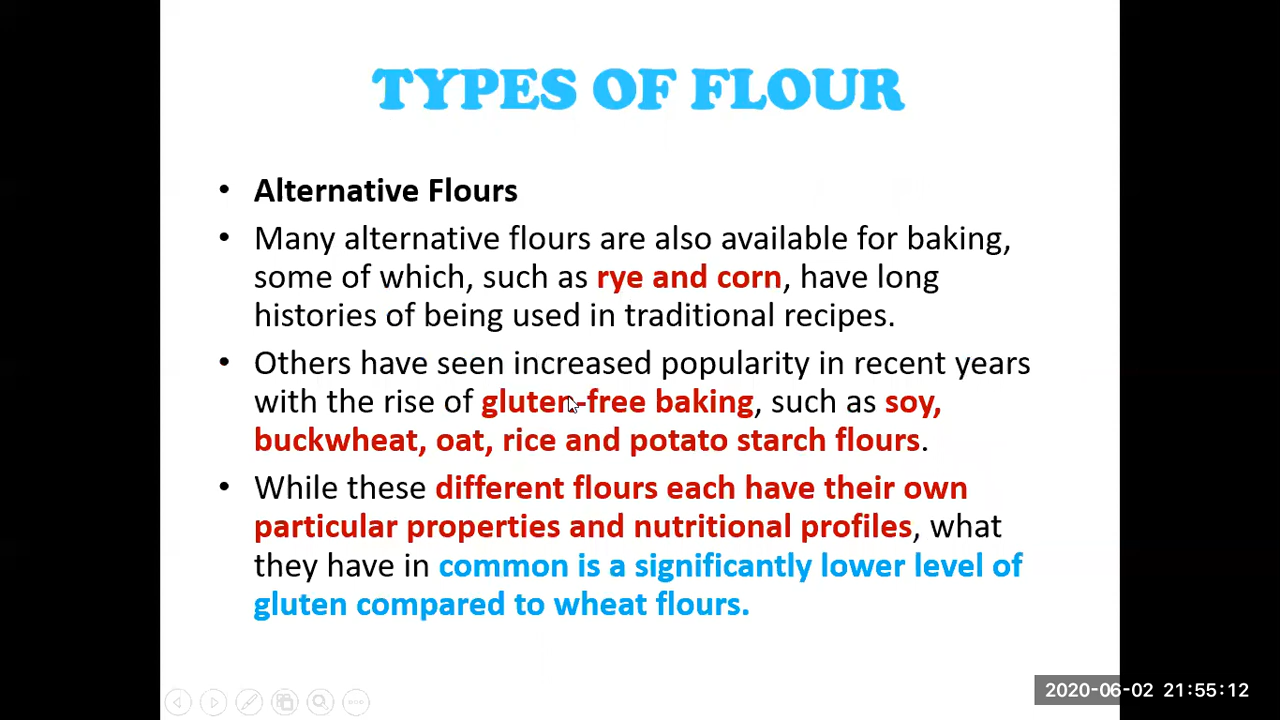 TYPES OF FLOUR
• Alternative Flours
• Many alternative flours are also available for baking,
some of which, such as rye and corn, have long
histories of being used in traditional recipes.
• Others have seen increased popularity in recent years
with the rise of gluten-free baking, such as soy,
buckwheat, oat, rice and potato starch flours.
• While these different flours each have their own
particular properties and nutritional profiles, what
they have in common is a significantly lower level of
gluten compared to wheat flours.
2020-06-02 21:55:12